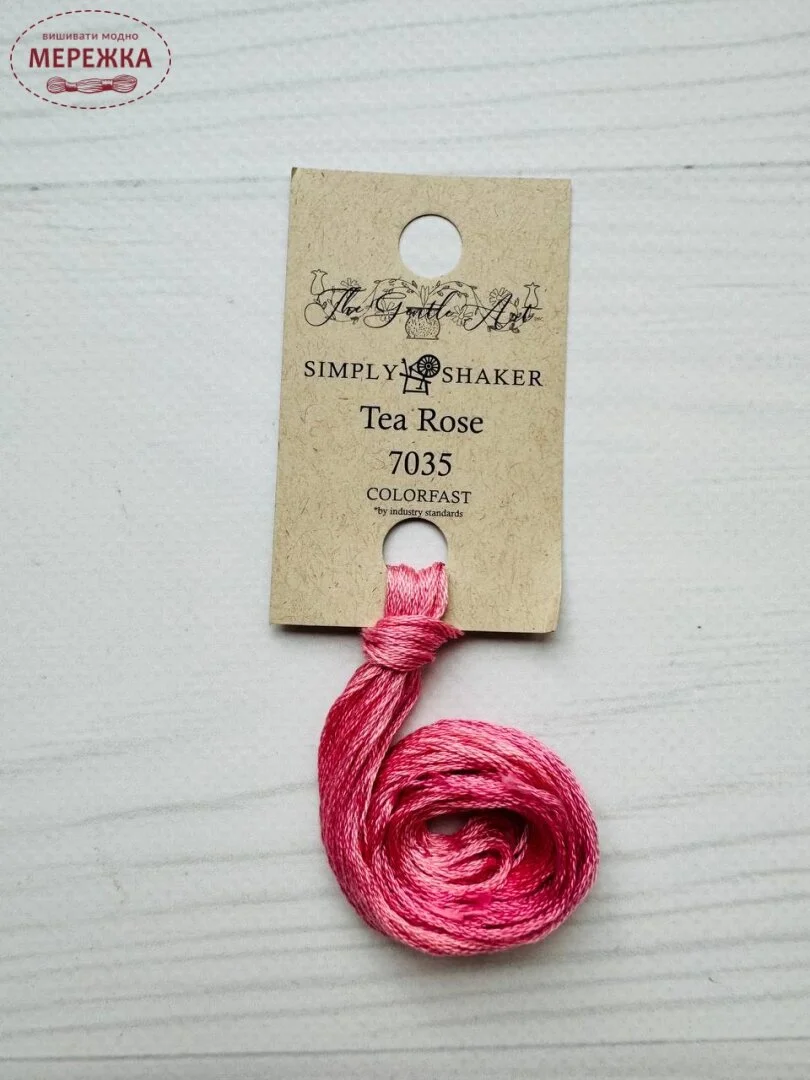 вишивати модно
МЕРЕЖКА
The Gentle Art
SIMPLY SHAKER
Tea Rose
7035
COLORFAST
*by industry standards